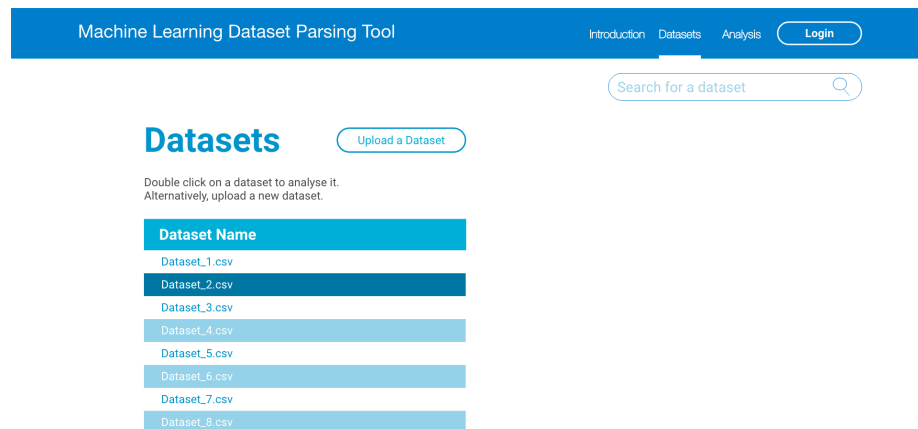 Machine Learning Dataset Parsing Tool
Introduction Datasets Analysis Login
Search for a dataset
Datasets
Upload a Dataset
Double click on a dataset to analyse it.
Alternatively, upload a new dataset.
Dataset Name
Dataset_1.csv
Dataset_2.csv
Dataset_3.csv
Dataset_4.csv
Dataset_5.csv
Dataset_6.csv
Dataset_7.csv
Dataset_8.csv